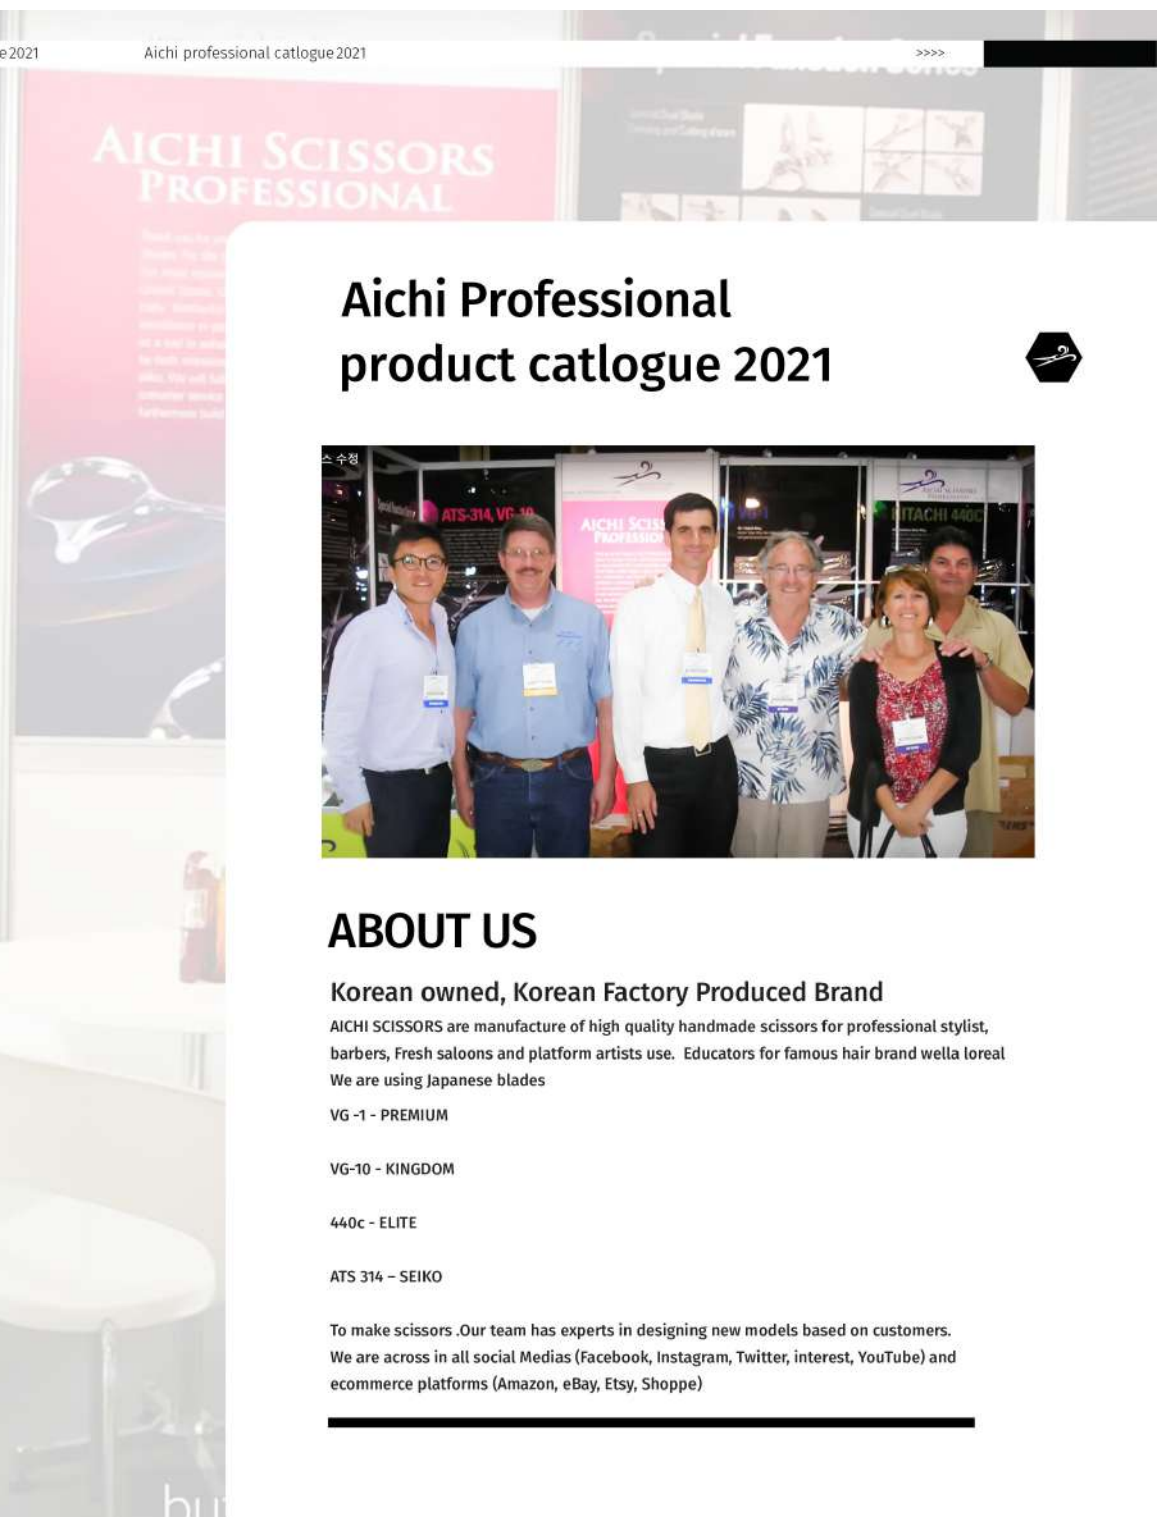 e 2021
Aichi professional catlogue 2021
>>>>
AICHI SCISSORS
PROFESSIONAL
Aichi Professional
product catlogue 2021
스 수정
ATS-314, VG-10
AICHI SCISS
PROFESSION
HITACHI 440C
ABOUT US
Korean owned, Korean Factory Produced Brand
AICHI SCISSORS are manufacture of high quality handmade scissors for professional stylist,
barbers, Fresh saloons and platform artists use. Educators for famous hair brand wella loreal
We are using Japanese blades
VG -1 - PREMIUM
VG-10 - KINGDOM
440c - ELITE
ATS 314 – SEIKO
To make scissors .Our team has experts in designing new models based on customers.
We are across in all social Medias (Facebook, Instagram, Twitter, interest, YouTube) and
ecommerce platforms (Amazon, eBay, Etsy, Shoppe)